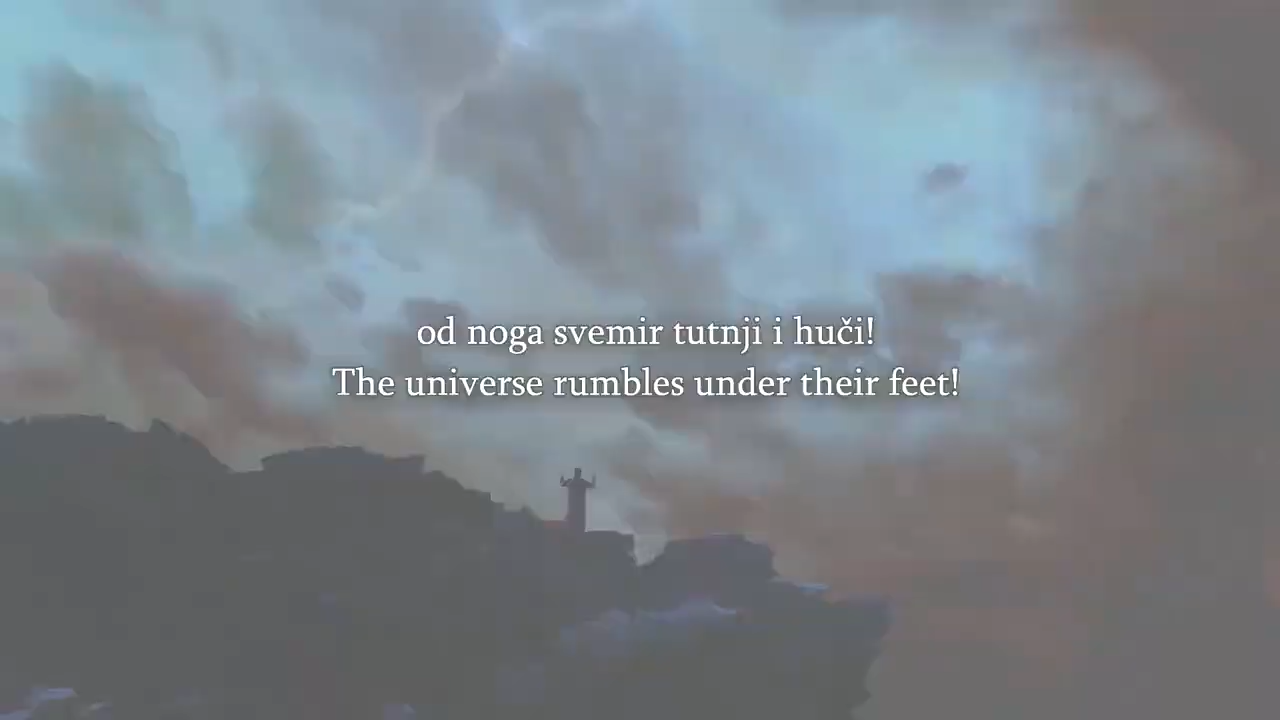 od noga svemir tutnji i huči!
The universe rumbles under their feet!